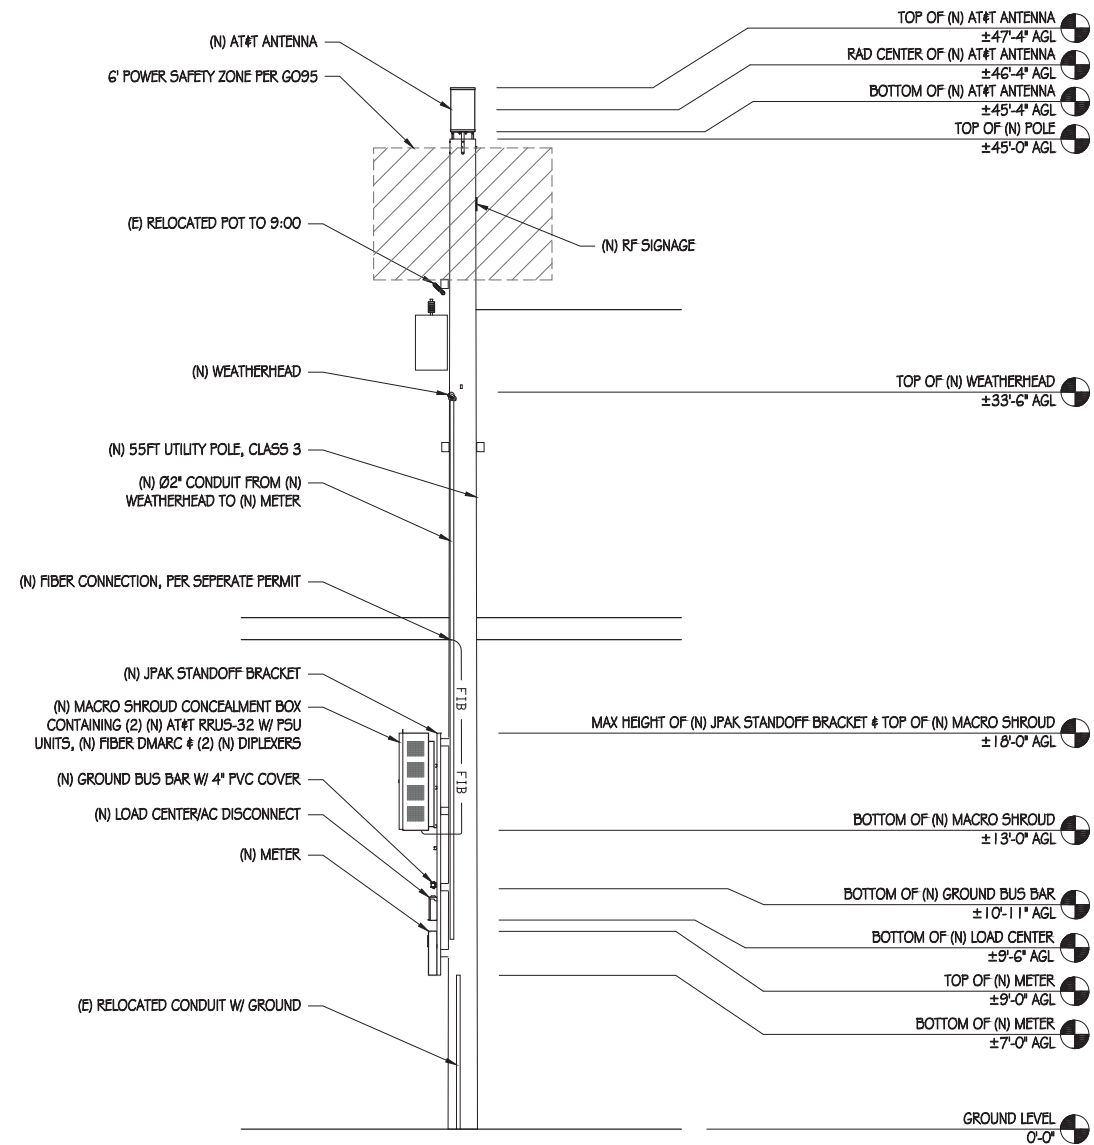 (N) AT&T ANTENNA
6' POWER SAFETY ZONE PER GO95
(E) RELOCATED POT TO 9:00
(N) RF SIGNAGE
(N) WEATHERHEAD
(N) 55FT UTILITY POLE, CLASS 3
(N) Ø2" CONDUIT FROM (N)
WEATHERHEAD TO (N) METER
(N) FIBER CONNECTION, PER SEPERATE PERMIT
(N) JPAK STANDOFF BRACKET
(N) MACRO SHROUD CONCEALMENT BOX
CONTAINING (2) (N) AT&T RRUS-32 W/ PSU
UNITS, (N) FIBER DMARC & (2) (N) DIPLEXERS
(N) GROUND BUS BAR W/ 4" PVC COVER
(N) LOAD CENTER/AC DISCONNECT
(N) METER
(E) RELOCATED CONDUIT W/ GROUND
FIB
FIB
TOP OF (N) AT&T ANTENNA
±47'-4" AGL
RAD CENTER OF (N) AT&T ANTENNA
±46'-4" AGL
BOTTOM OF (N) AT&T ANTENNA
±45'-4" AGL
TOP OF (N) POLE
±45'-0" AGL
TOP OF (N) WEATHERHEAD
±33'-6" AGL
MAX HEIGHT OF (N) JPAK STANDOFF BRACKET & TOP OF (N) MACRO SHROUD
±18'-0" AGL
BOTTOM OF (N) MACRO SHROUD
±13'-0" AGL
BOTTOM OF (N) GROUND BUS BAR
±10'-11" AGL
BOTTOM OF (N) LOAD CENTER
±9'-6" AGL
TOP OF (N) METER
±9'-0" AGL
BOTTOM OF (N) METER
±7'-0" AGL
GROUND LEVEL
0'-0"